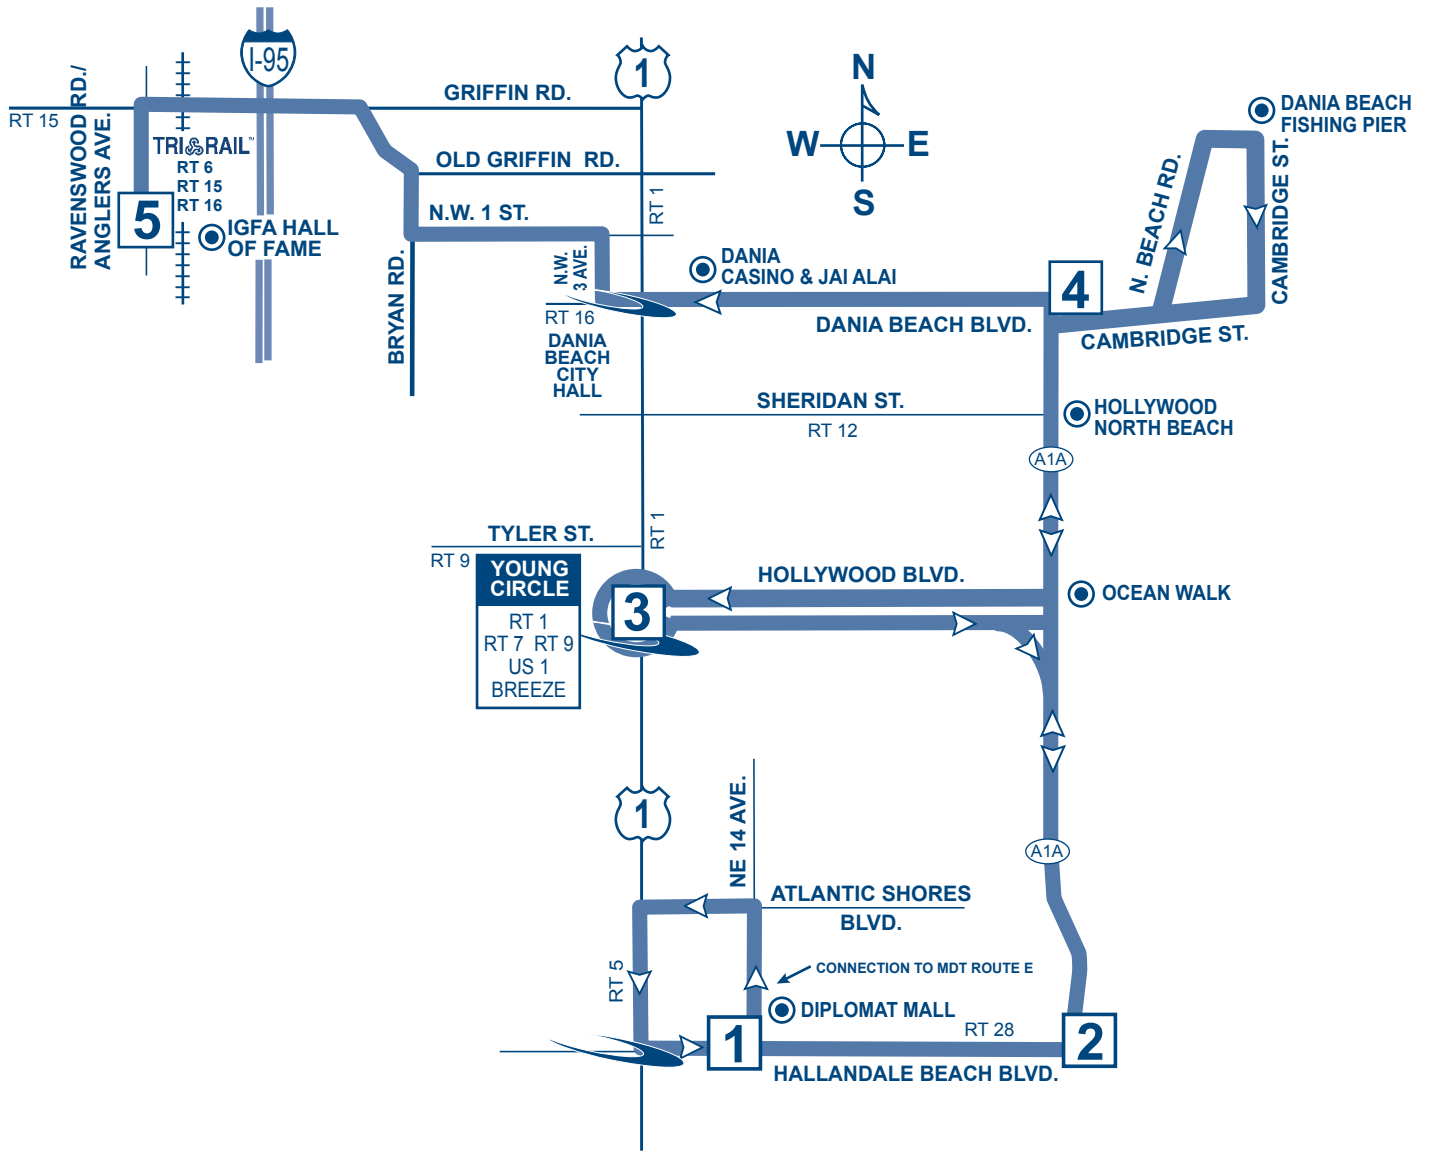 I-95
1
N
W
E
S
GRIFFIN RD.
RT 15
RAVENSWOOD RD./
ANGLERS AVE.
TRI RAIL™
RT 6
RT 15
RT 16
5
IGFA HALL
OF FAME
OLD GRIFFIN RD.
N.W. 1 ST.
RT 1
BRYAN RD.
N.W.
3 AVE.
RT 16
DANIA
BEACH
CITY
HALL
DANIA
CASINO & JAI ALAI
DANIA BEACH BLVD.
4
N. BEACH RD.
DANIA BEACH
FISHING PIER
CAMBRIDGE ST.
CAMBRIDGE ST.
SHERIDAN ST.
RT 12
HOLLYWOOD
NORTH BEACH
A1A
RT 1
TYLER ST.
RT 9
YOUNG
CIRCLE
RT 1
RT 7 RT 9
US 1
BREEZE
3
HOLLYWOOD BLVD.
OCEAN WALK
1
NE 14 AVE.
A1A
ATLANTIC SHORES
BLVD.
CONNECTION TO MDT ROUTE E
RT 5
DIPLOMAT MALL
1
RT 28
2
HALLANDALE BEACH BLVD.